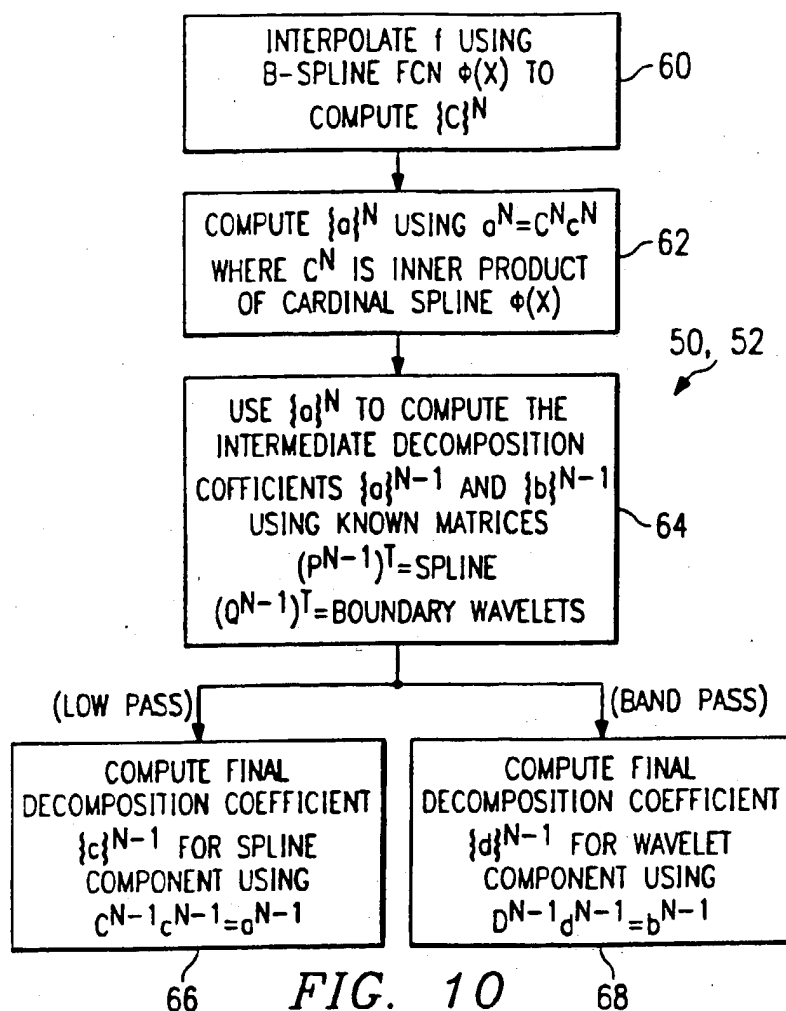 INTERPOLATE f USING
B-SPLINE FCN Φ(X) TO
COMPUTE {C}^N
60
COMPUTE {a}^N USING a^N=C^Nc^N
WHERE C^N IS INNER PRODUCT
OF CARDINAL SPLINE Φ(X)
62
50, 52
USE {a}^N TO COMPUTE THE
INTERMEDIATE DECOMPOSITION
COFFICIENTS {a}^N-1 AND {b}^N-1
USING KNOWN MATRICES
(P^N-1)^T=SPLINE
(Q^N-1)^T=BOUNDARY WAVELETS
64
(LOW PASS)
(BAND PASS)
COMPUTE FINAL
DECOMPOSITION COEFFICIENT
{c}^N-1 FOR SPLINE
COMPONENT USING
C^N-1c^N-1=a^N-1
66
COMPUTE FINAL
DECOMPOSITION COEFFICIENT
{d}^N-1 FOR WAVELET
COMPONENT USING
D^N-1d^N-1=b^N-1
68
FIG. 10